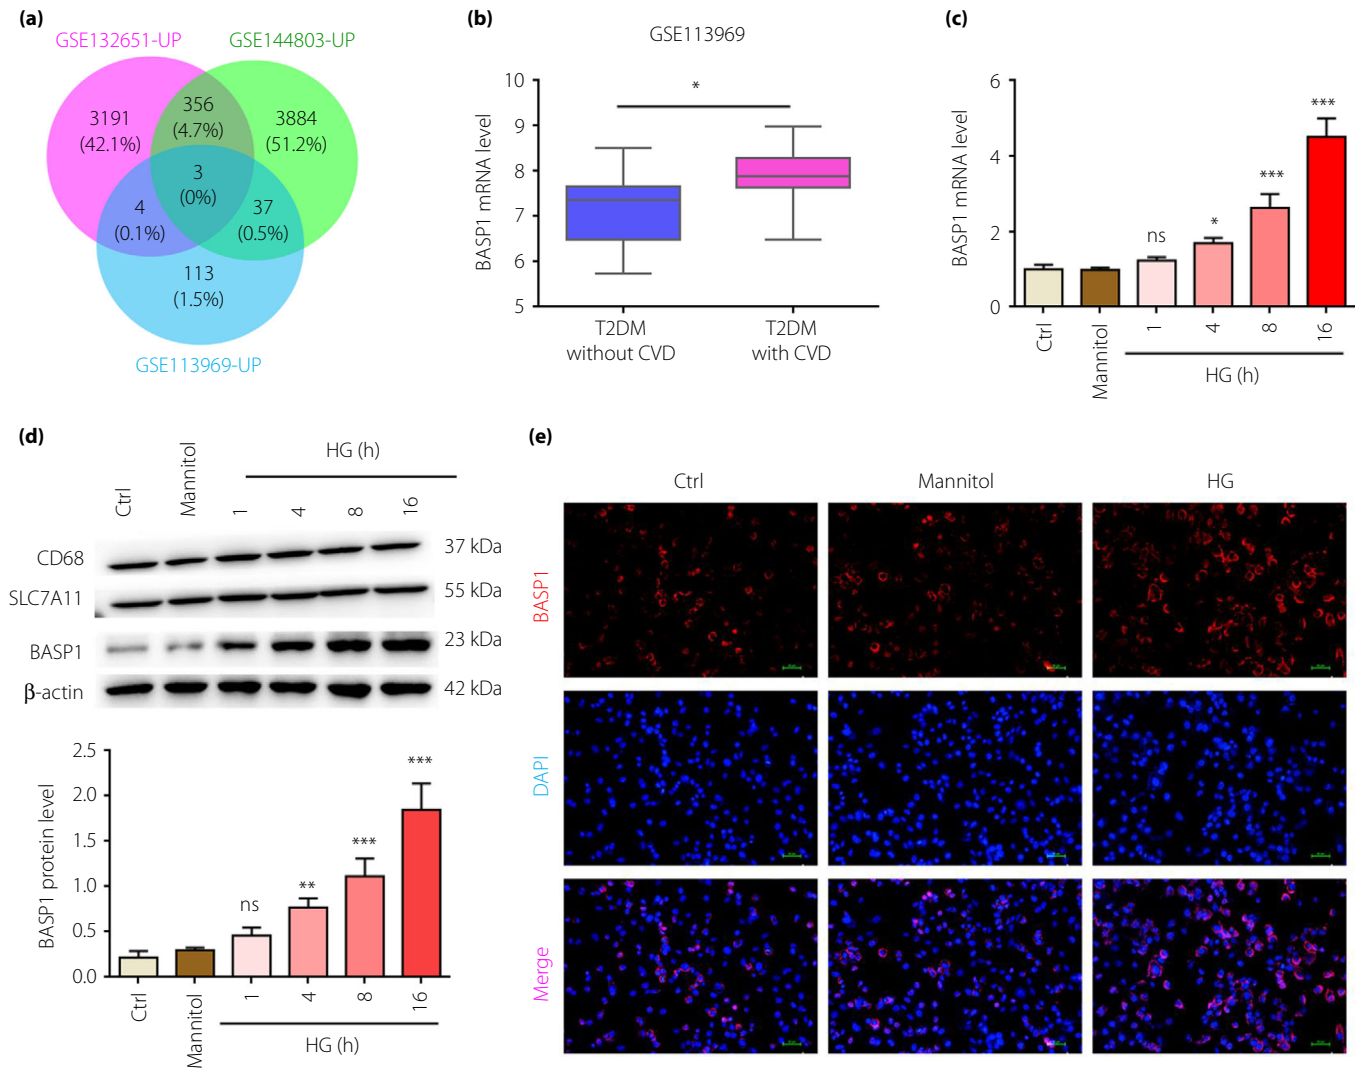 (a)
GSE132651-UP
GSE144803-UP
3191
(42.1%)
356
(4.7%)
3884
(51.2%)
3
(0%)
4
(0.1%)
37
(0.5%)
113
(1.5%)
GSE113969-UP
(b)
GSE113969
*
BASP1 mRNA level
10
9
8
7
6
5
T2DM
without CVD
T2DM
with CVD
(c)
BASP1 mRNA level
6
4
2
0
ns
*
***
***
Ctrl
Mannitol
1
4
8
16
HG (h)
(d)
Ctrl
Mannitol
HG (h)
1
4
8
16
CD68
37 kDa
SLC7A11
55 kDa
BASP1
23 kDa
β-actin
42 kDa
BASP1 protein level
2.5
2.0
1.5
1.0
0.5
0.0
ns
**
***
***
Ctrl
Mannitol
1
4
8
16
HG (h)
(e)
Ctrl
Mannitol
HG
BASP1
DAPI
Merge